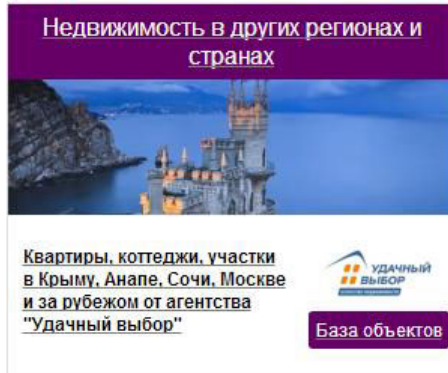 Недвижимость в других регионах и
странах
Квартиры, коттеджи, участки
в Крыму, Анапе, Сочи, Москве
и за рубежом от агентства
"Удачный выбор"
УДАЧНЫЙ
ВЫБОР
База объектов